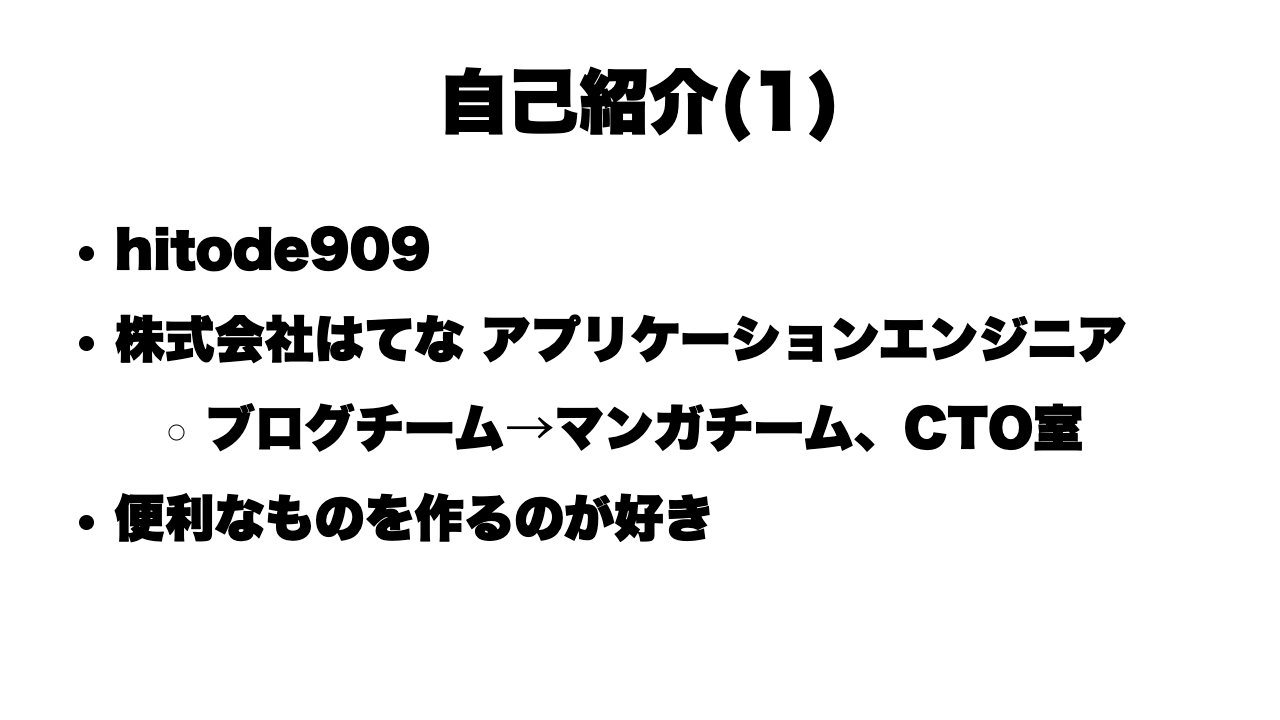 自己紹介(1)
• hitode909
• 株式会社はてな アプリケーションエンジニア
◦ ブログチーム→マンガチーム、CTO室
• 便利なものを作るのが好き